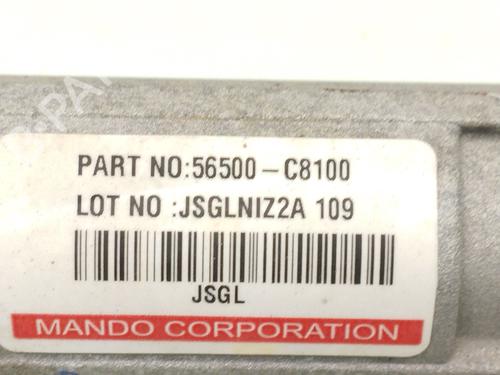 PART NO:56500-C8100
LOT NO :JSGLNIZ2A 109
JSGL
MANDO CORPORATION